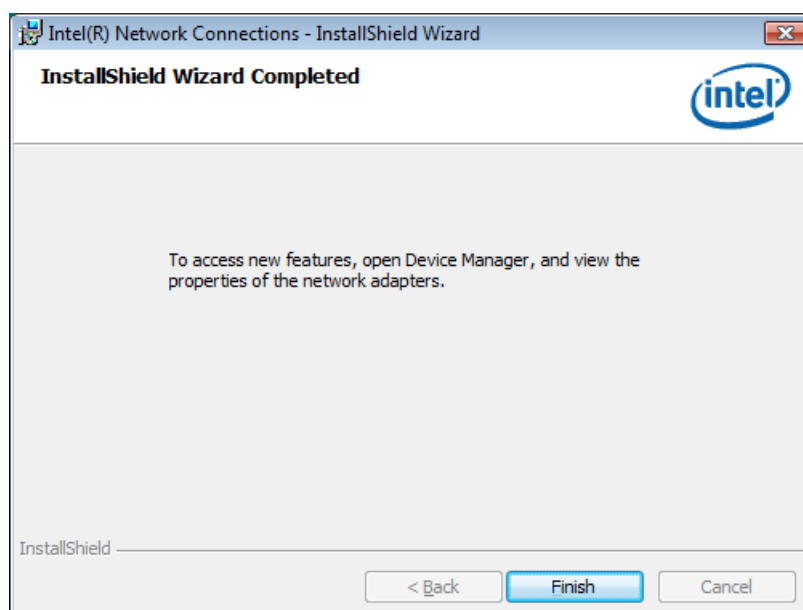 Intel(R) Network Connections - InstallShield Wizard
InstallShield Wizard Completed
intel
To access new features, open Device Manager, and view the
properties of the network adapters.
InstallShield
< Back
Finish
Cancel